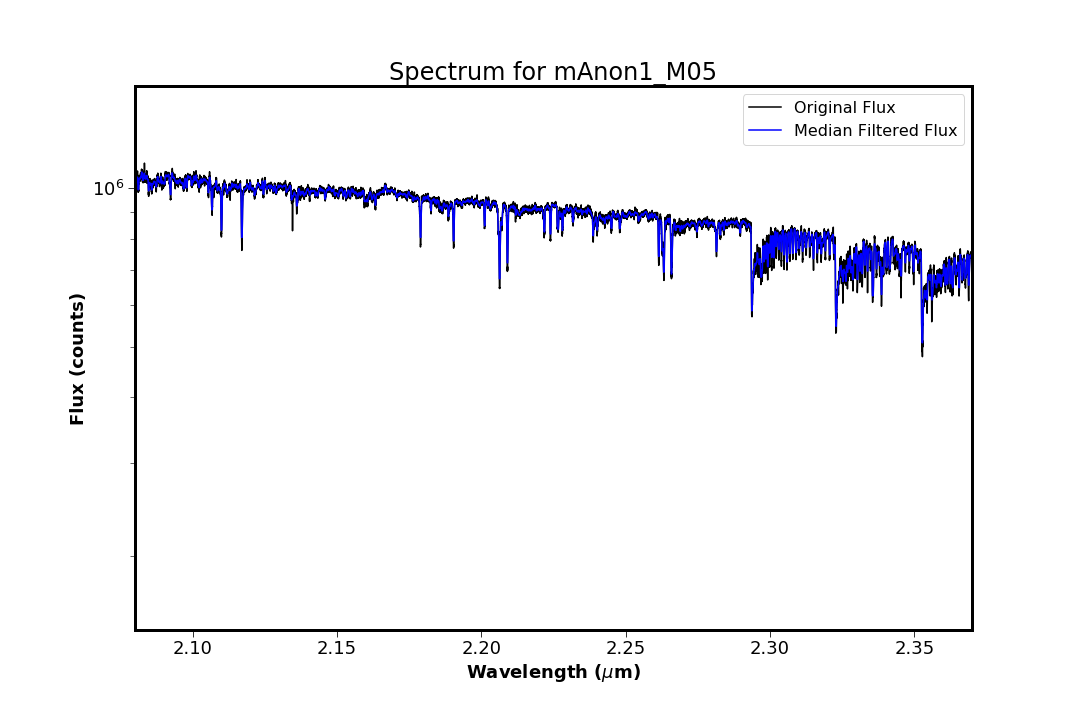 Spectrum for mAnon1_M05
Original Flux
Median Filtered Flux
10⁶
Flux (counts)
2.10 2.15 2.20 2.25 2.30 2.35
Wavelength (μm)